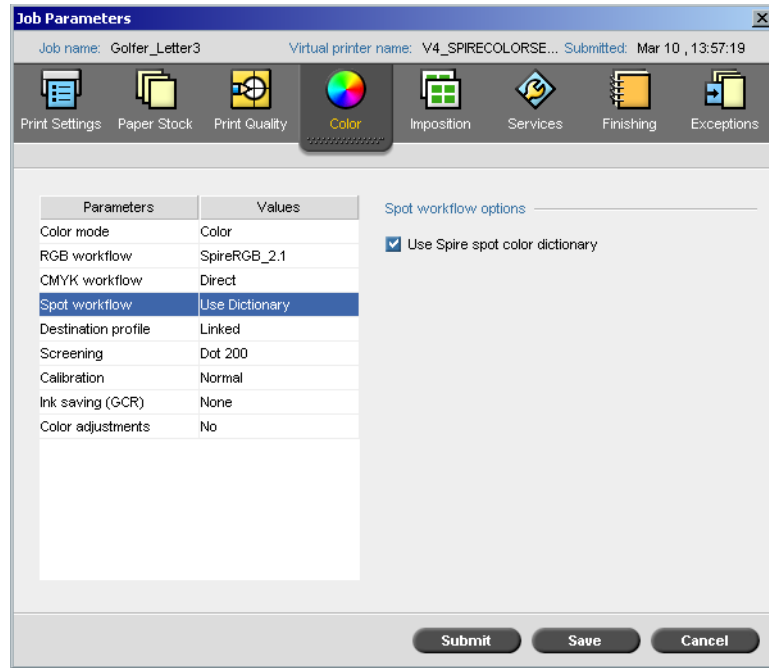 Job Parameters
Job name: Golfer_Letter3 Virtual printer name: V4_SPIRECOLORSE... Submitted: Mar 10 , 13:57:19
Print Settings Paper Stock Print Quality Color Imposition Services Finishing Exceptions
Parameters Values
Color mode Color
RGB workflow SpireRGB_2.1
CMYK workflow Direct
Spot workflow Use Dictionary
Destination profile Linked
Screening Dot 200
Calibration Normal
Ink saving (GCR) None
Color adjustments No
Spot workflow options
Use Spire spot color dictionary
Submit Save Cancel